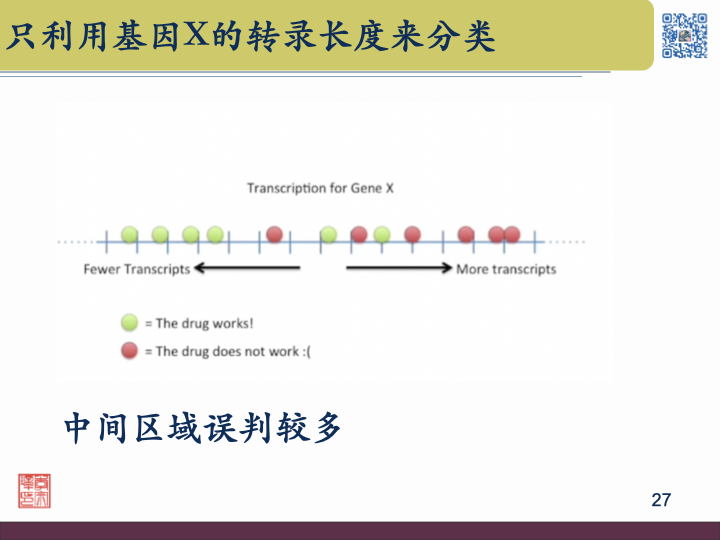 只利用基因X的转录长度来分类
Transcription for Gene X
Fewer Transcripts
More transcripts
= The drug works!
= The drug does not work :(
中间区域误判较多
27